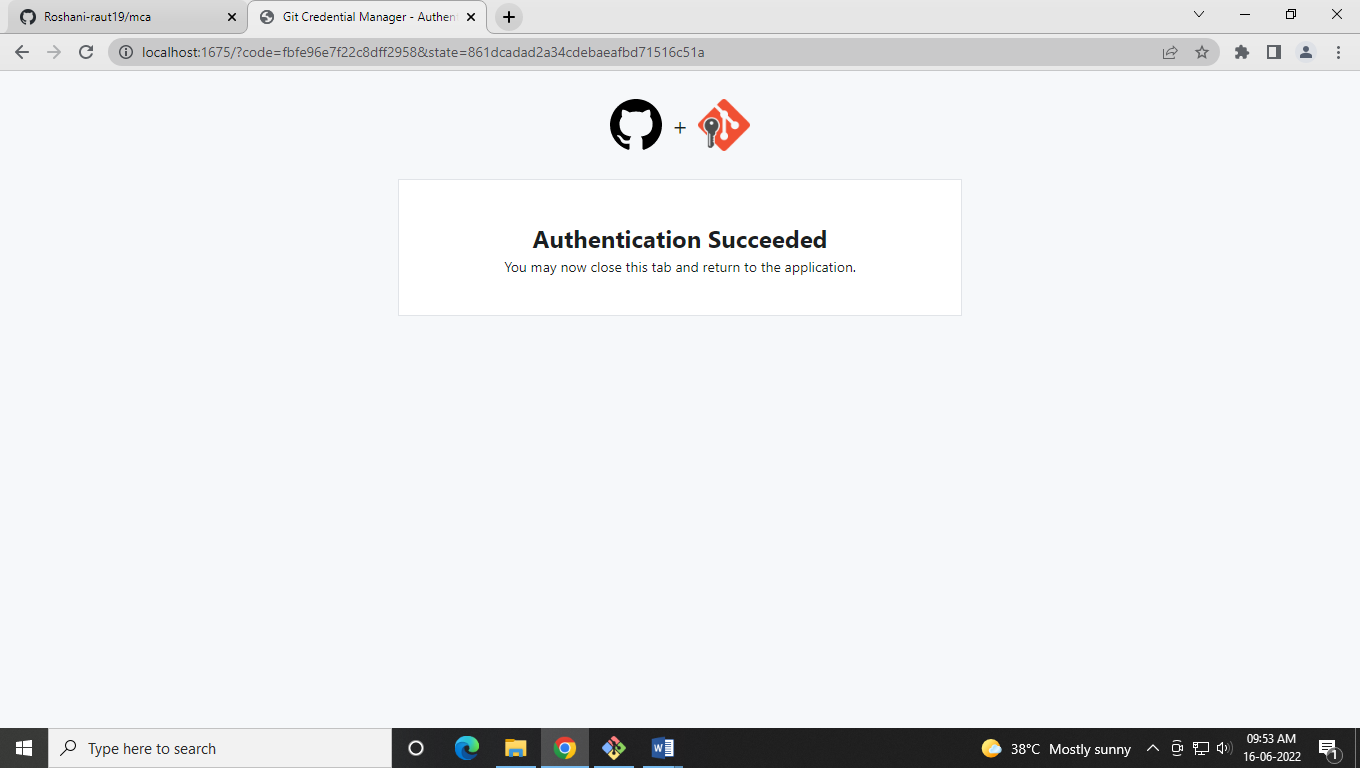 Roshani-raut19/mca
Git Credential Manager - Authen
localhost:1675/?code=fbfe96e7f22c8dff2958&state=861dcadad2a34cdebaeafbd71516c51a
+
Authentication Succeeded
You may now close this tab and return to the application.
Type here to search
38°C Mostly sunny
09:53 AM
16-06-2022
1